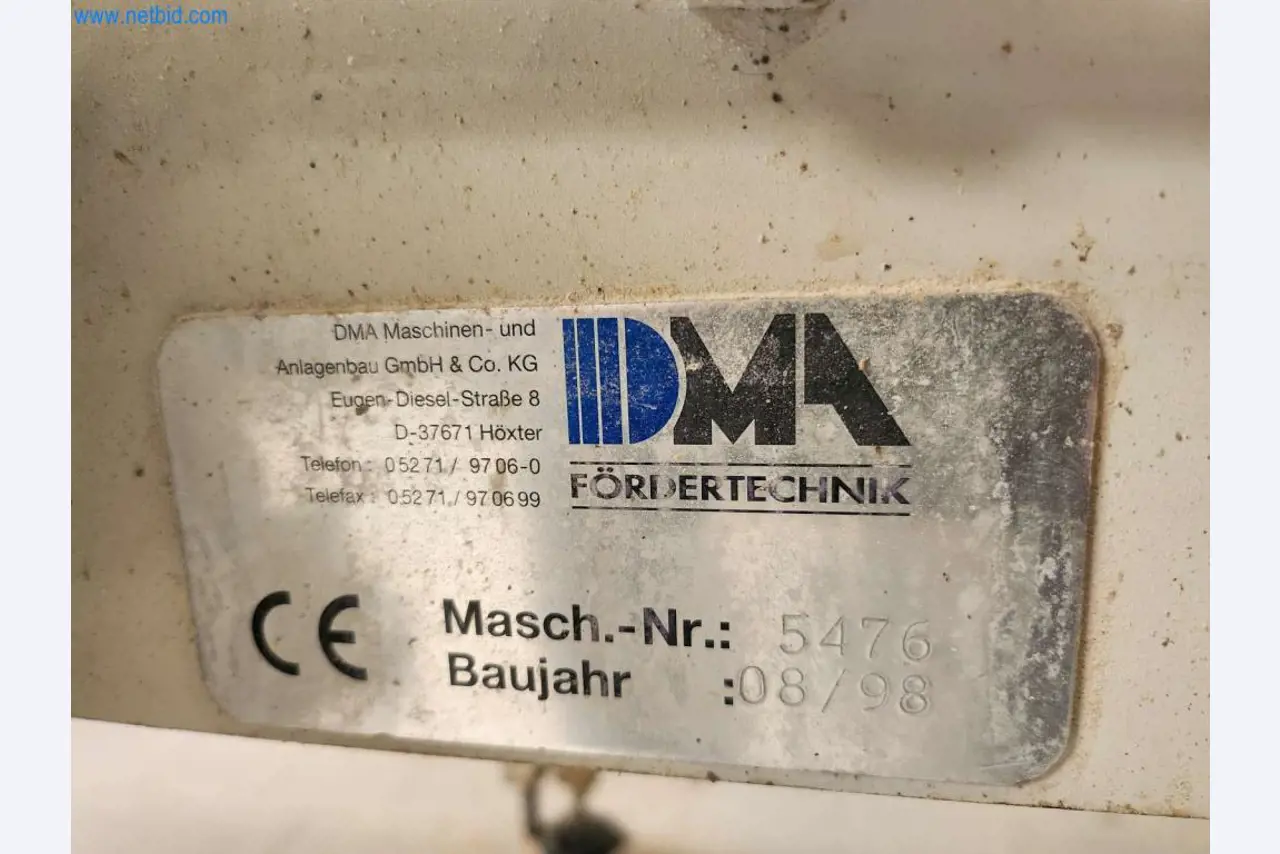 www.netbid.com
DMA Maschinen- und
Anlagenbau GmbH & Co. KG
Eugen-Diesel-Straße 8
D-37671 Höxter
Telefon: 05271/ 9706-0
Telefax: 05271/970699
DMA
FÖRDERTECHNIK
CE
Masch.-Nr.: 5476
Baujahr :08/98